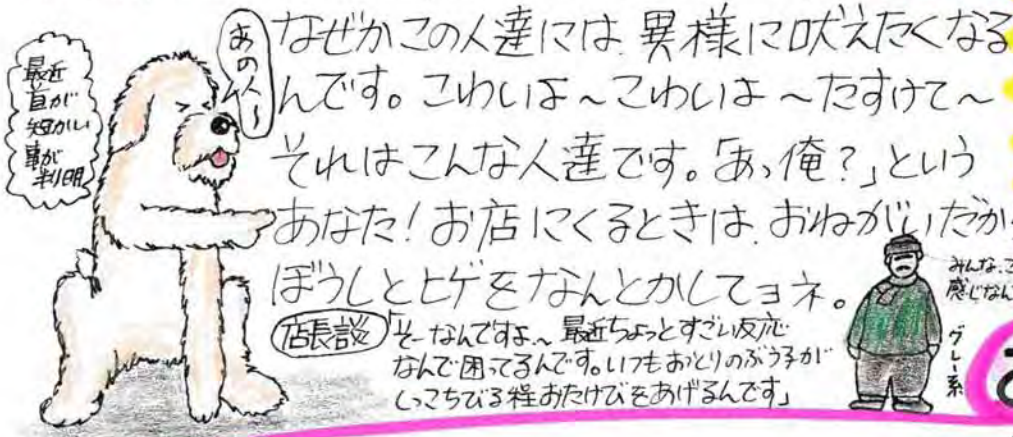 なぜかこの人達には異様に吠えたくなる
んです。こわいよ～こわいよ～たすけて～
それはこんな人達です。「あっ俺？」という
あなた！お店にくるときは、おねがいだから
ぼうしとヒゲをなんとかしてヨネ。
あの人～
最近
首が
短かい
事が
判明
店長談
「そーなんですよ～最近ちょっとすごい反応
なんで困ってるんです。いつもおっとりのぶう子が
しっこちびる程おたけびをあげるんです」
みんな、こ
感じなん
グレー系